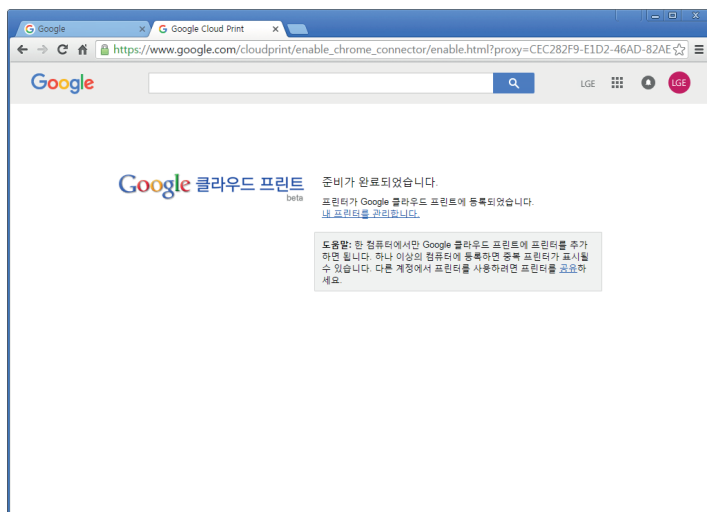 Google
Google Cloud Print
https://www.google.com/cloudprint/enable_chrome_connector/enable.html?proxy=CEC282F9-E1D2-46AD-82AE
Google
LGE
LGE
Google 클라우드 프린트
beta
준비가 완료되었습니다.
프린터가 Google 클라우드 프린트에 등록되었습니다.
내 프린터를 관리합니다.
도움말: 한 컴퓨터에서만 Google 클라우드 프린트에 프린터를 추가
하면 됩니다. 하나 이상의 컴퓨터에 등록하면 중복 프린터가 표시될
수 있습니다. 다른 계정에서 프린터를 사용하려면 프린터를 공유하
세요.